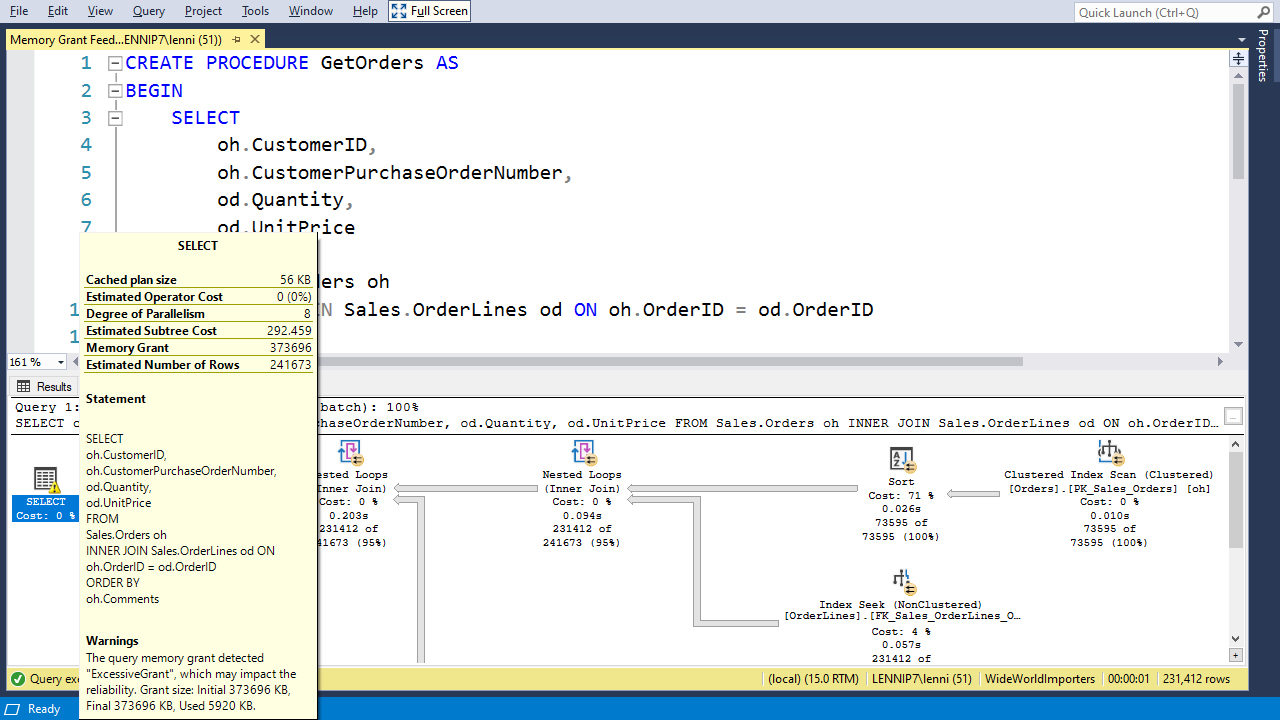 File Edit View Query Project Tools Window Help Full Screen
Quick Launch (Ctrl+Q)
Memory Grant Feed...ENNIP7\lenni (51))
Properties
1 CREATE PROCEDURE GetOrders AS
2 BEGIN
3 SELECT
4 oh.CustomerID,
5 oh.CustomerPurchaseOrderNumber,
6 od.Quantity,
7 od.UnitPrice
ders oh
1 IN Sales.OrderLines od ON oh.OrderID = od.OrderID
1
161 %
Results
Query 1: batch): 100%
SELECT o haseOrderNumber, od.Quantity, od.UnitPrice FROM Sales.Orders oh INNER JOIN Sales.OrderLines od ON oh.OrderID...
SELECT
Cost: 0 %
Nested Loops
(Inner Join)
Cost: 0 %
0.203s
231412 of
241673 (95%)
Nested Loops
(Inner Join)
Cost: 0 %
0.094s
231412 of
241673 (95%)
Sort
Cost: 71 %
0.026s
73595 of
73595 (100%)
Clustered Index Scan (Clustered)
[Orders].[PK_Sales_Orders] [oh]
Cost: 0 %
0.010s
73595 of
73595 (100%)
Index Seek (NonClustered)
[OrderLines].[FK_Sales_OrderLines_O...
Cost: 4 %
0.057s
231412 of
SELECT
Cached plan size 56 KB
Estimated Operator Cost 0 (0%)
Degree of Parallelism 8
Estimated Subtree Cost 292.459
Memory Grant 373696
Estimated Number of Rows 241673
Statement
SELECT
oh.CustomerID,
oh.CustomerPurchaseOrderNumber,
od.Quantity,
od.UnitPrice
FROM
Sales.Orders oh
INNER JOIN Sales.OrderLines od ON
oh.OrderID = od.OrderID
ORDER BY
oh.Comments
Warnings
The query memory grant detected
"ExcessiveGrant", which may impact the
reliability. Grant size: Initial 373696 KB,
Final 373696 KB, Used 5920 KB.
Query exe
(local) (15.0 RTM) LENNIP7\lenni (51) WideWorldImporters 00:00:01 231,412 rows
Ready